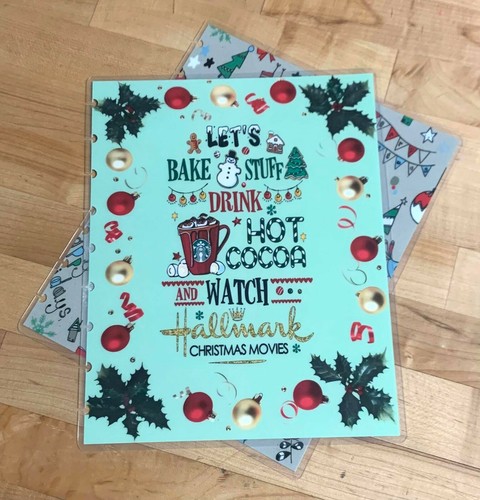 LET'S
BAKE STUFF
DRINK
HOT
COCOA
AND WATCH
Hallmark
CHRISTMAS MOVIES